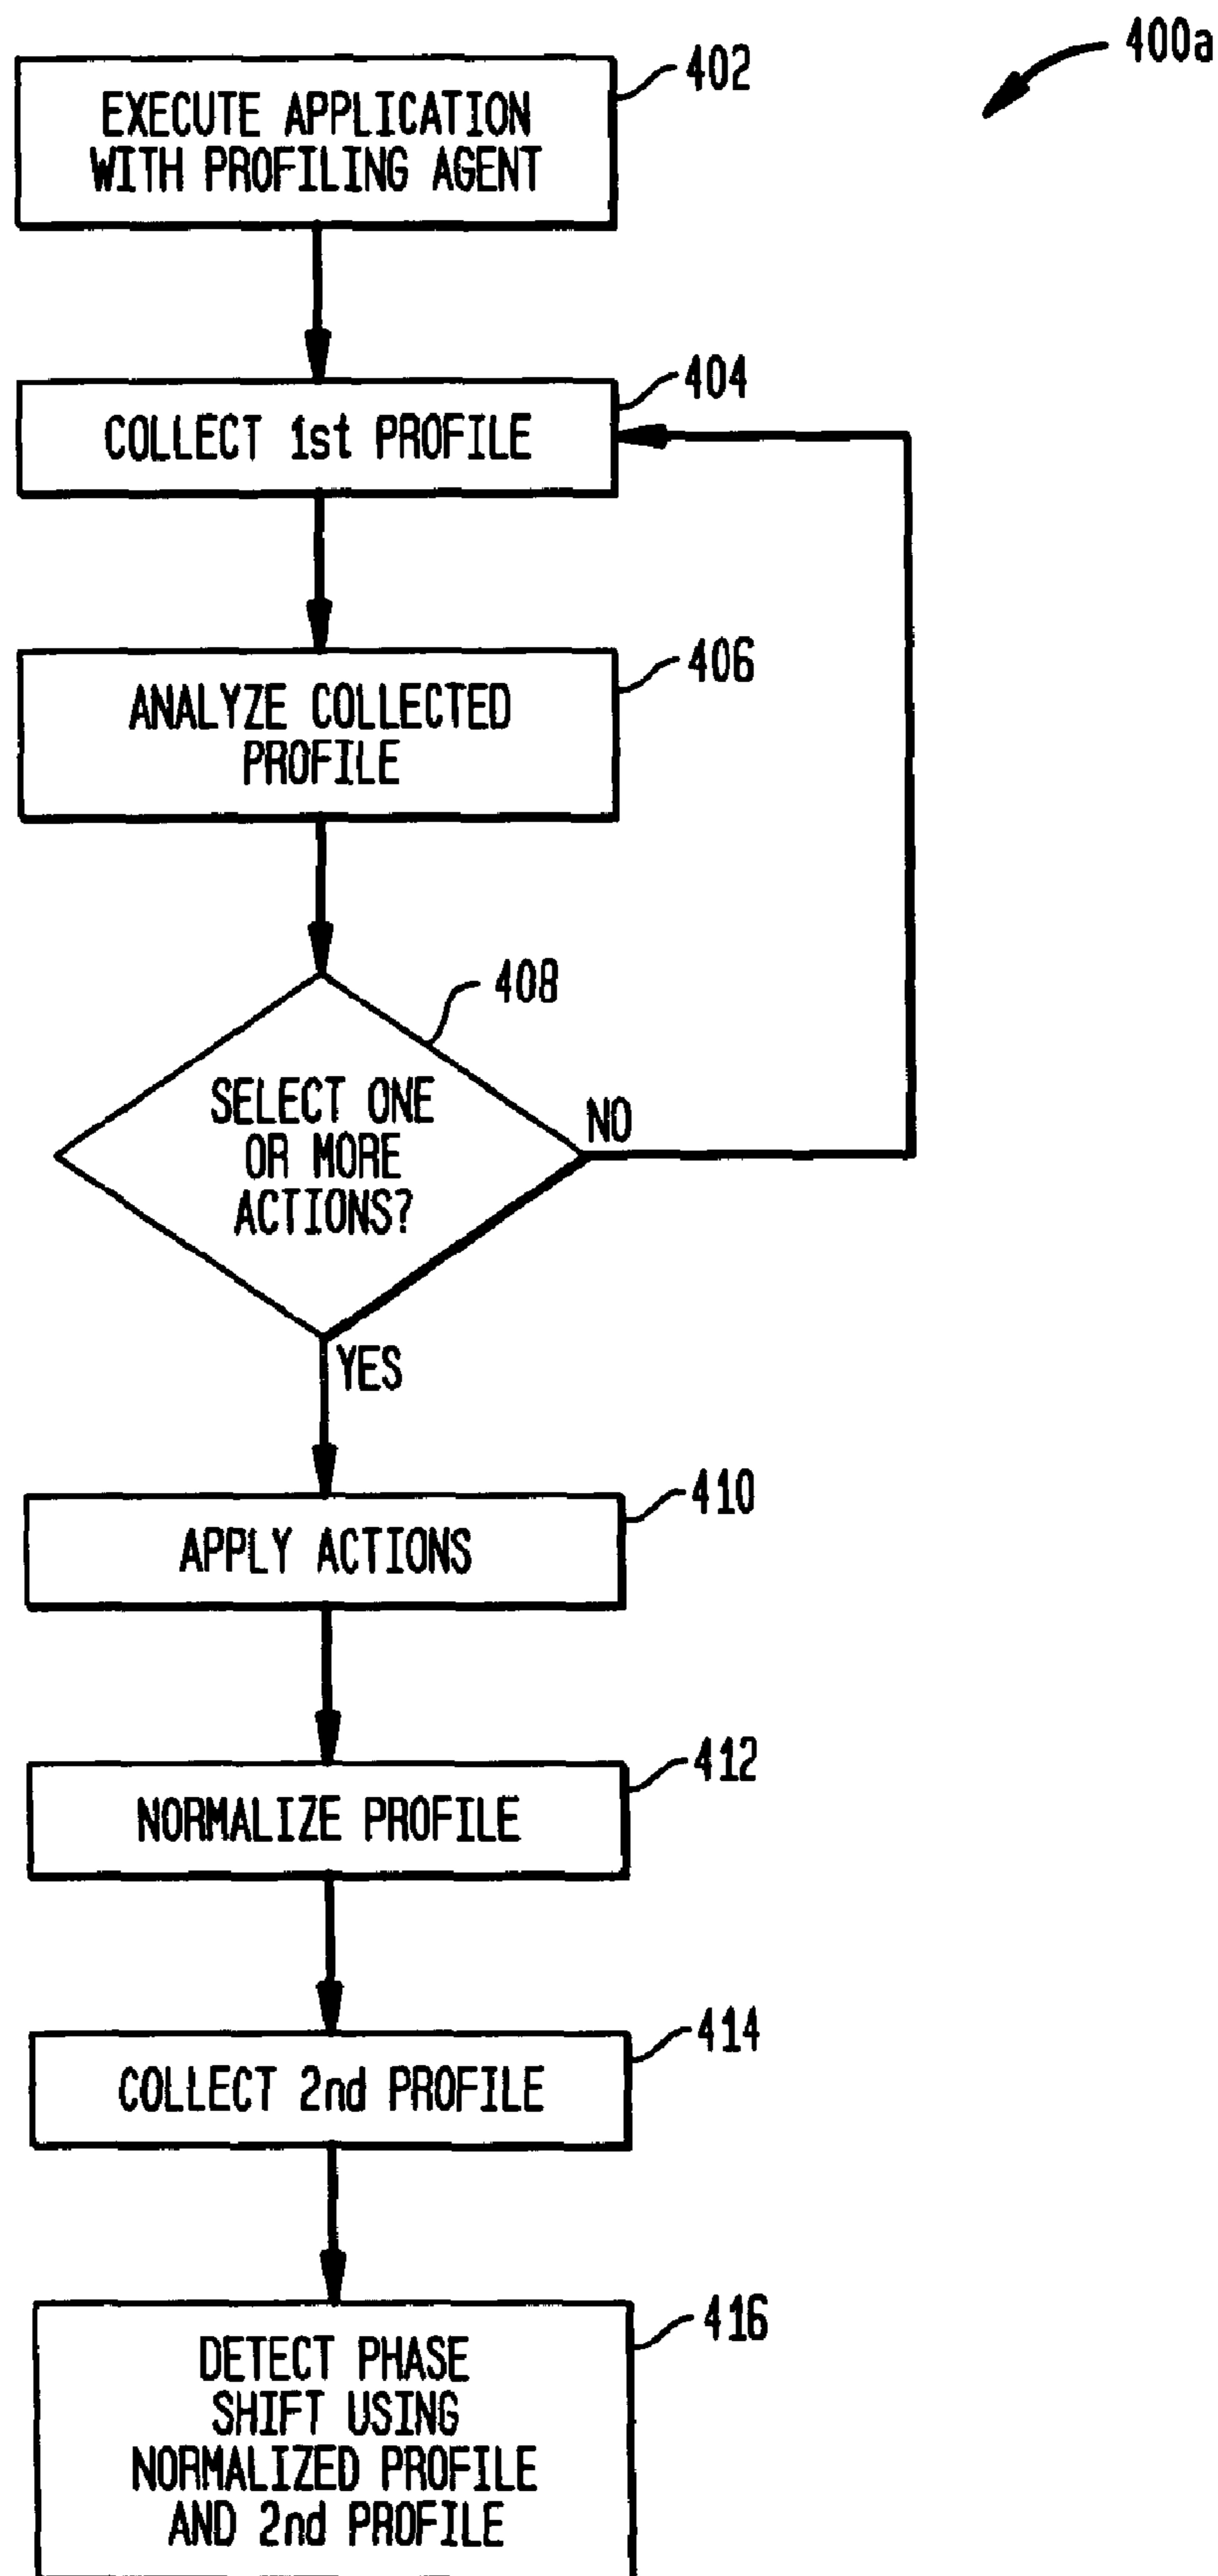 400a
402
EXECUTE APPLICATION
WITH PROFILING AGENT
404
COLLECT 1st PROFILE
406
ANALYZE COLLECTED
PROFILE
408
SELECT ONE
OR MORE
ACTIONS?
NO
YES
410
APPLY ACTIONS
412
NORMALIZE PROFILE
414
COLLECT 2nd PROFILE
416
DETECT PHASE
SHIFT USING
NORMALIZED PROFILE
AND 2nd PROFILE